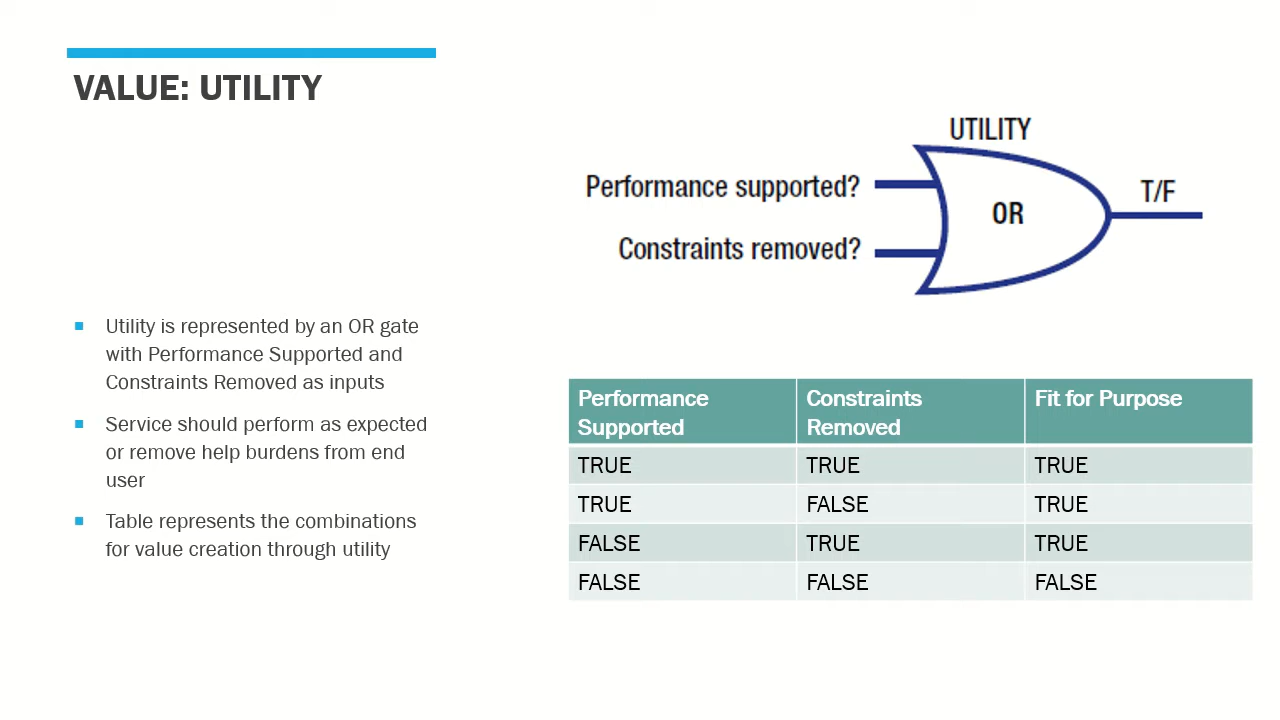 VALUE: UTILITY
Utility is represented by an OR gate
with Performance Supported and
Constraints Removed as inputs
Service should perform as expected
or remove help burdens from end
user
Table represents the combinations
for value creation through utility
UTILITY
Performance supported?
OR
T/F
Constraints removed?
Performance Supported Constraints Removed Fit for Purpose
TRUE TRUE TRUE
TRUE FALSE TRUE
FALSE TRUE TRUE
FALSE FALSE FALSE